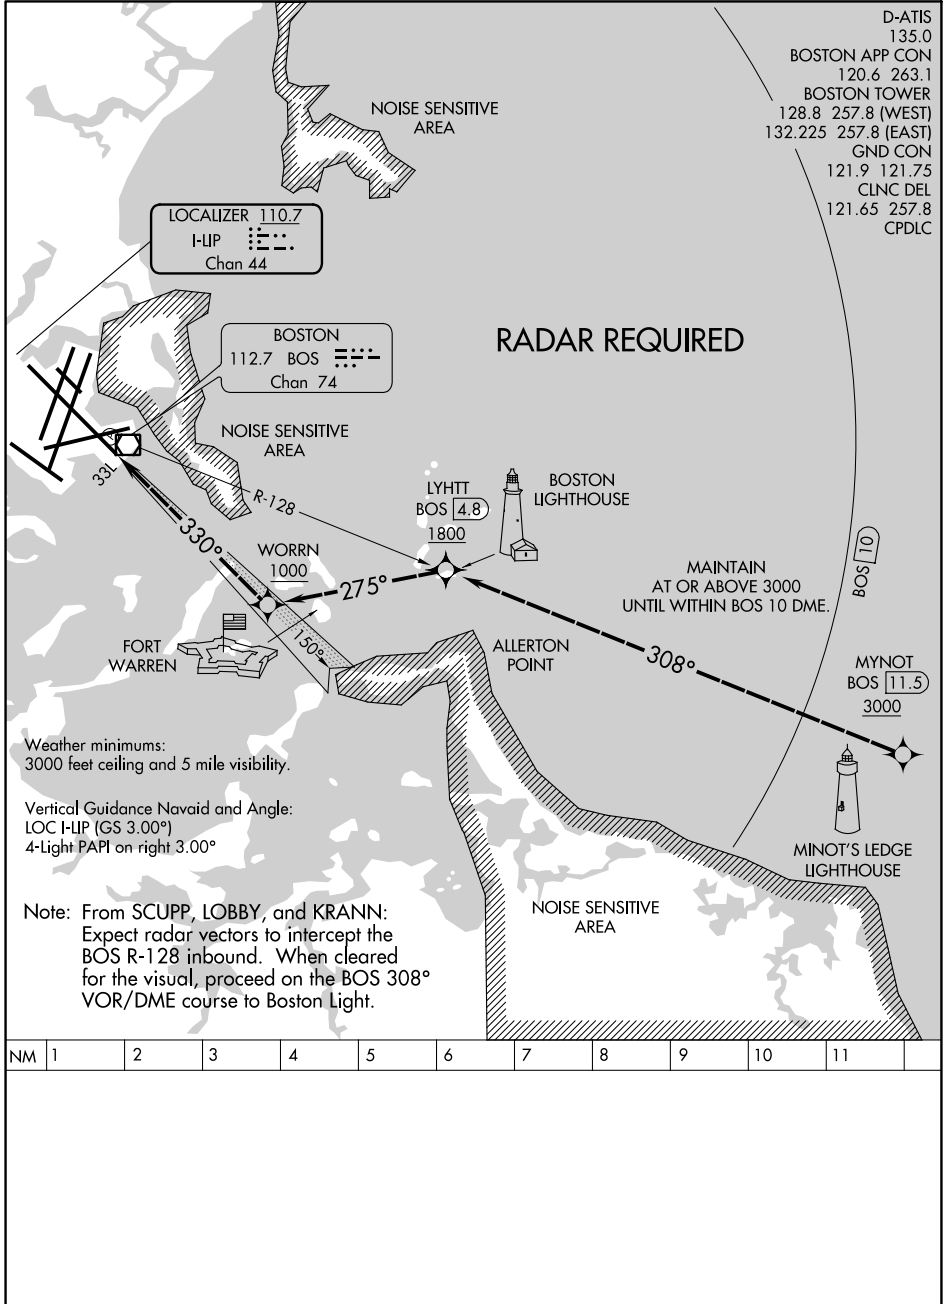 D-ATIS
135.0
BOSTON APP CON
120.6 263.1
BOSTON TOWER
128.8 257.8 (WEST)
132.225 257.8 (EAST)
GND CON
121.9 121.75
CLNC DEL
121.65 257.8
CPDLC
NOISE SENSITIVE
AREA
LOCALIZER 110.7
I-LIP
Chan 44
RADAR REQUIRED
BOSTON
112.7 BOS
Chan 74
NOISE SENSITIVE
AREA
33L
R-128
LYHTT
BOS 4.8
1800
BOSTON
LIGHTHOUSE
330°
WORRN
1000
275°
BOS 10
MAINTAIN
AT OR ABOVE 3000
UNTIL WITHIN BOS 10 DME.
FORT
WARREN
150°
ALLERTON
POINT
308°
MYNOT
BOS 11.5
3000
Weather minimums:
3000 feet ceiling and 5 mile visibility.
Vertical Guidance Navaid and Angle:
LOC I-LIP (GS 3.00°)
4-Light PAPI on right 3.00°
MINOT'S LEDGE
LIGHTHOUSE
Note: From SCUPP, LOBBY, and KRANN:
Expect radar vectors to intercept the
BOS R-128 inbound. When cleared
for the visual, proceed on the BOS 308°
VOR/DME course to Boston Light.
NOISE SENSITIVE
AREA
NM 1 2 3 4 5 6 7 8 9 10 11